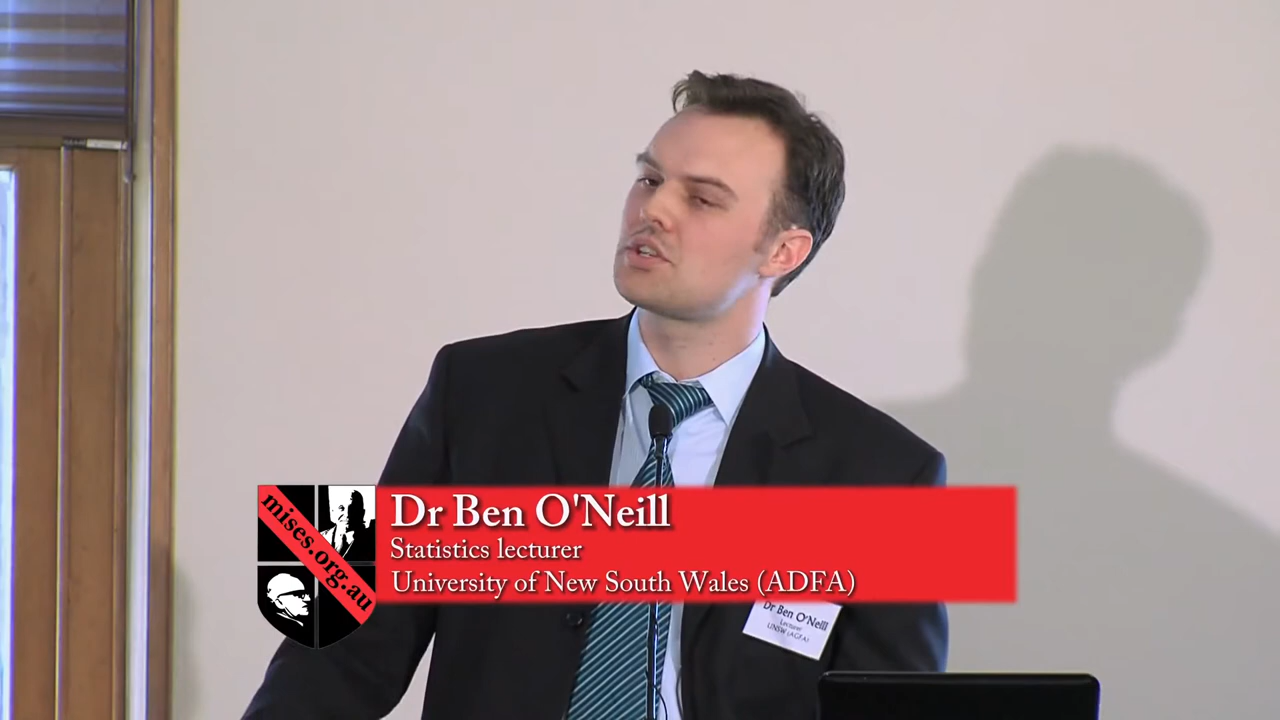 mises.org.au
Dr Ben O'Neill
Statistics lecturer
University of New South Wales (ADFA)
Dr Ben O'Neill
Lecturer
UNSW (ACFA)